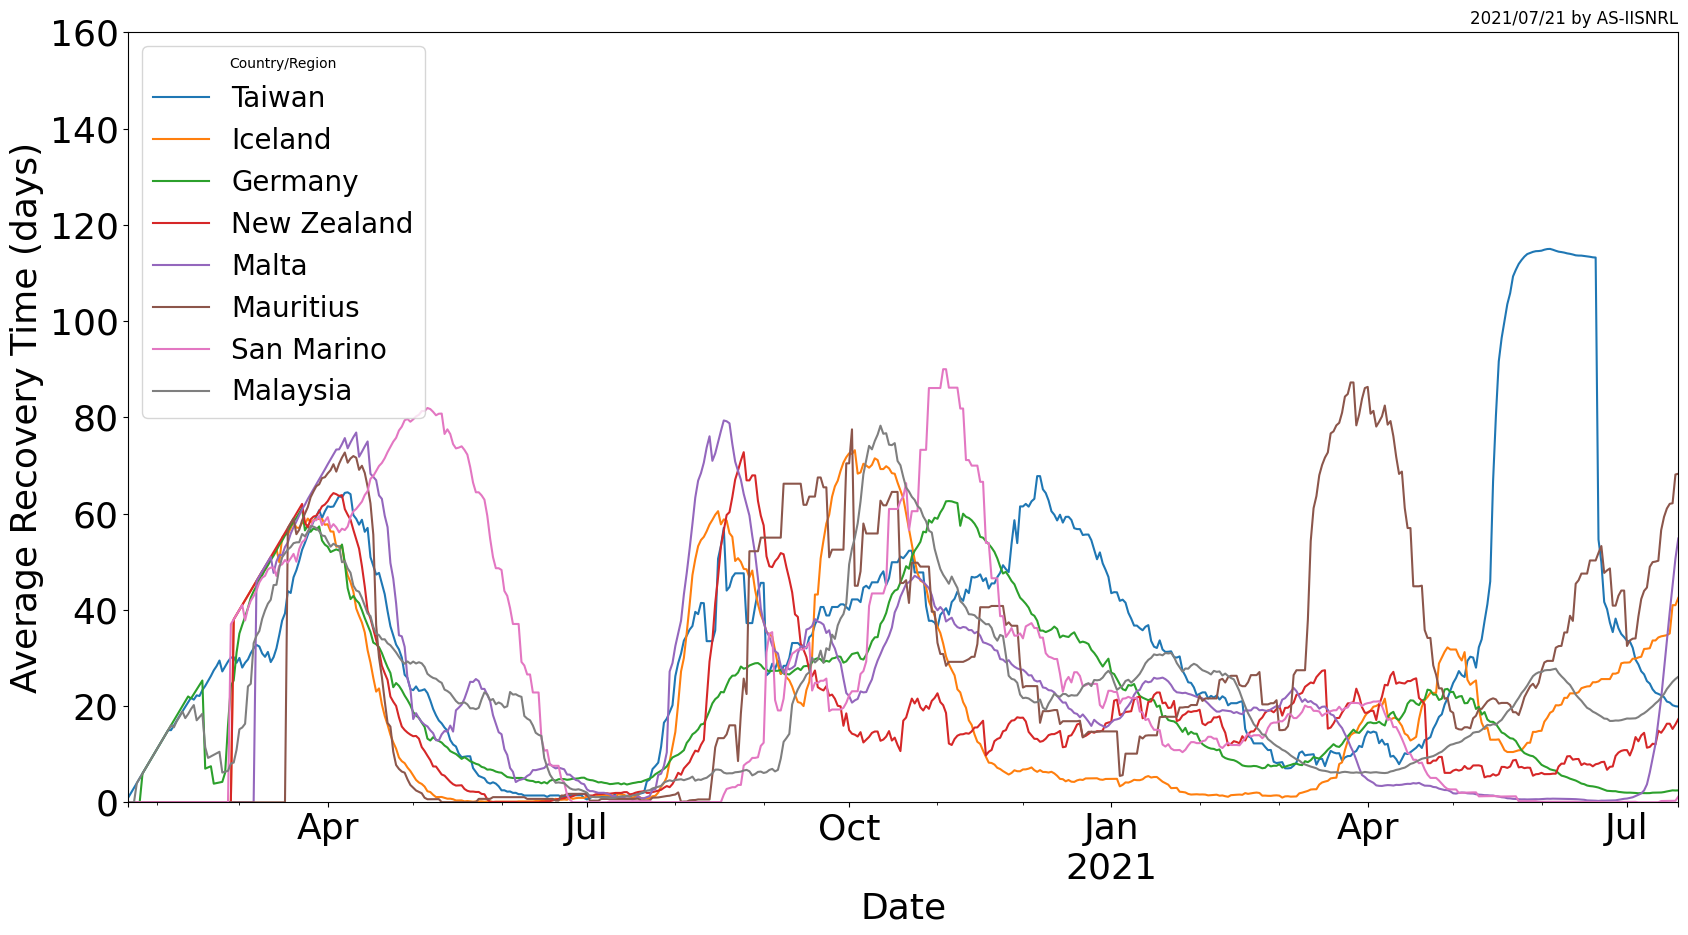 2021/07/21 by AS-IISNRL
Average Recovery Time (days)
160
140
120
100
80
60
40
20
0
Country/Region
Taiwan
Iceland
Germany
New Zealand
Malta
Mauritius
San Marino
Malaysia
Apr Jul Oct Jan Apr Jul
2021
Date